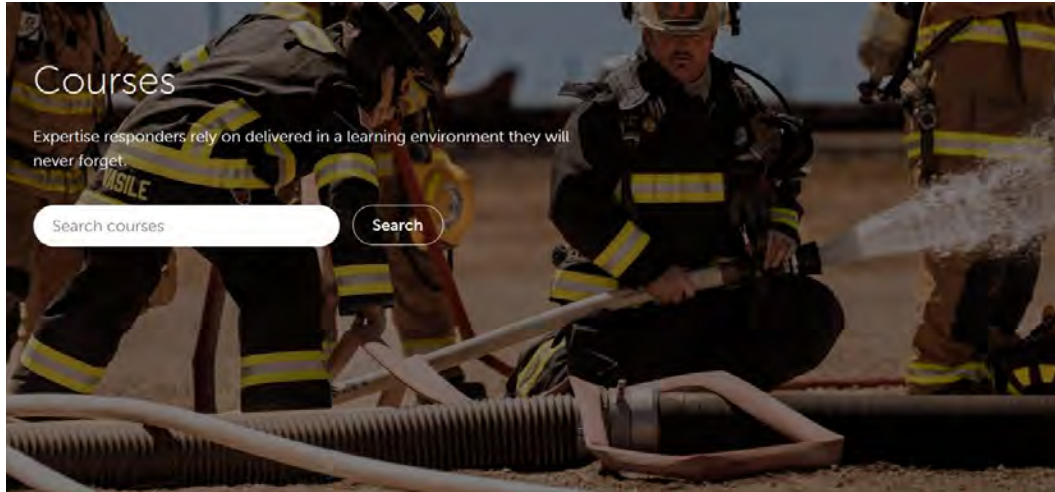 Courses
Expertise responders rely on delivered in a learning environment they will
never forget.
VASILE
Search courses
Search